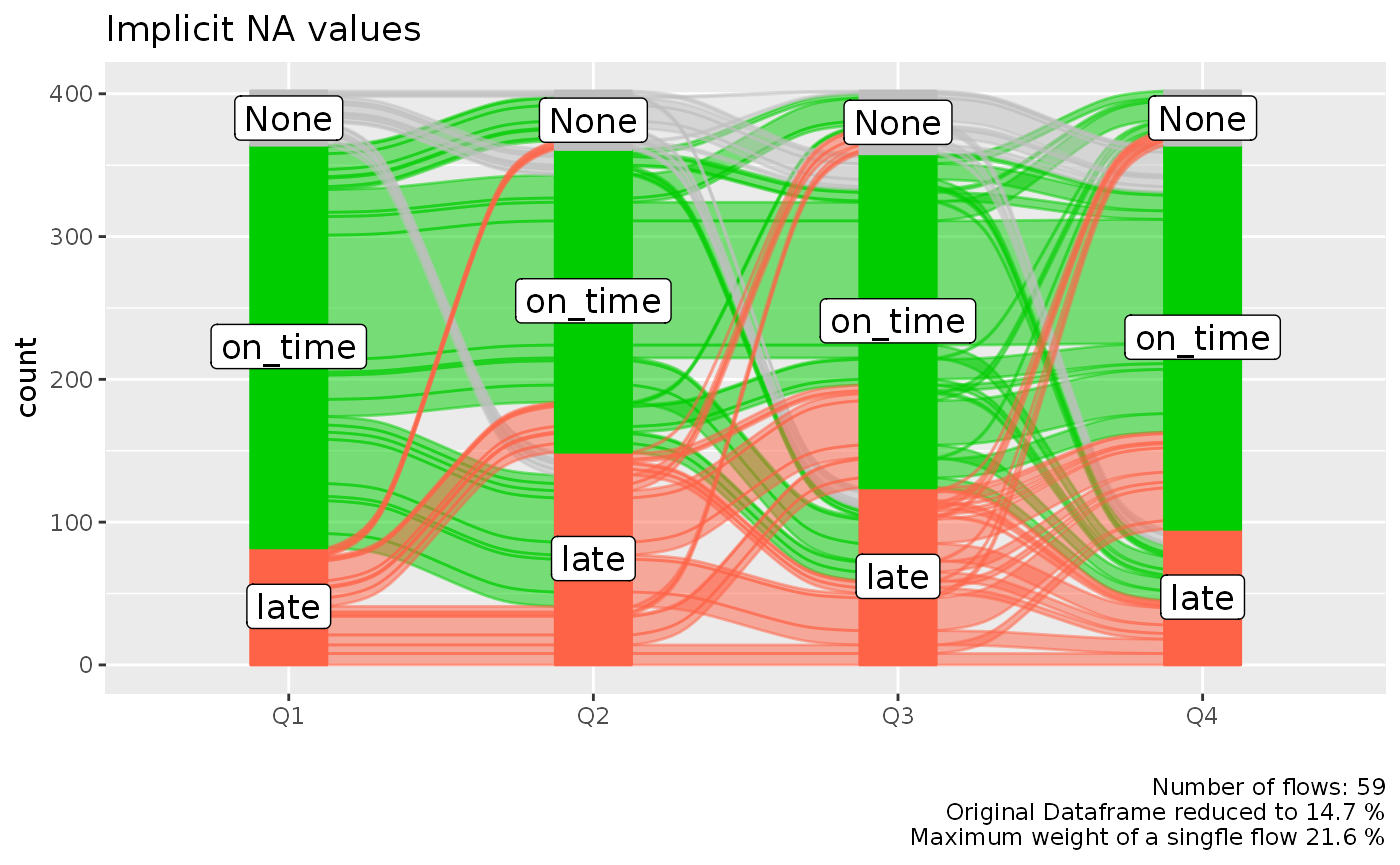 Implicit NA values
count
400
300
200
100
0
None
None
None
None
on_time
on_time
on_time
on_time
late
late
late
late
Q1
Q2
Q3
Q4
Number of flows: 59
Original Dataframe reduced to 14.7 %
Maximum weight of a singfle flow 21.6 %